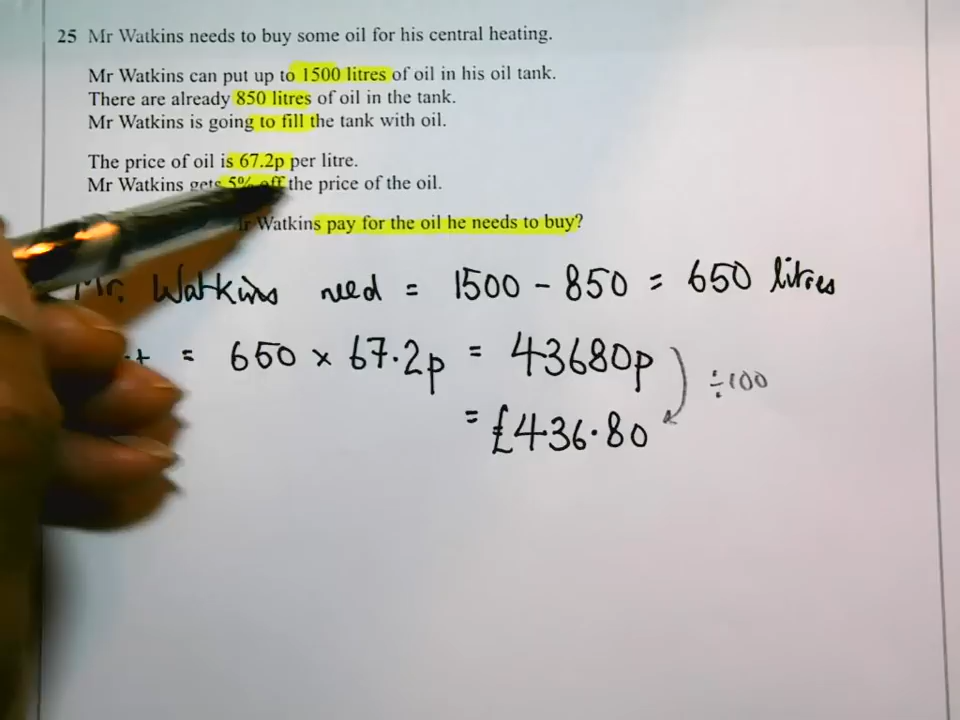 25 Mr Watkins needs to buy some oil for his central heating.
Mr Watkins can put up to 1500 litres of oil in his oil tank.
There are already 850 litres of oil in the tank.
Mr Watkins is going to fill the tank with oil.
The price of oil is 67.2p per litre.
Mr Watkins gets 5% off the price of the oil.
Watkins pay for the oil he needs to buy?
Mr. Watkins need = 1500 - 850 = 650 litres
= 650 × 67.2p = 43680p ÷100
= £436.80